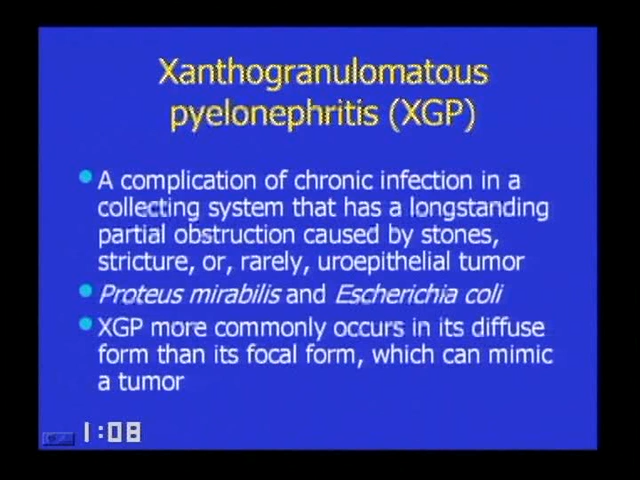 Xanthogranulomatous
pyelonephritis (XGP)
A complication of chronic infection in a
collecting system that has a longstanding
partial obstruction caused by stones,
stricture, or, rarely, uroepithelial tumor
Proteus mirabilis and Escherichia coli
XGP more commonly occurs in its diffuse
form than its focal form, which can mimic
a tumor
1:08